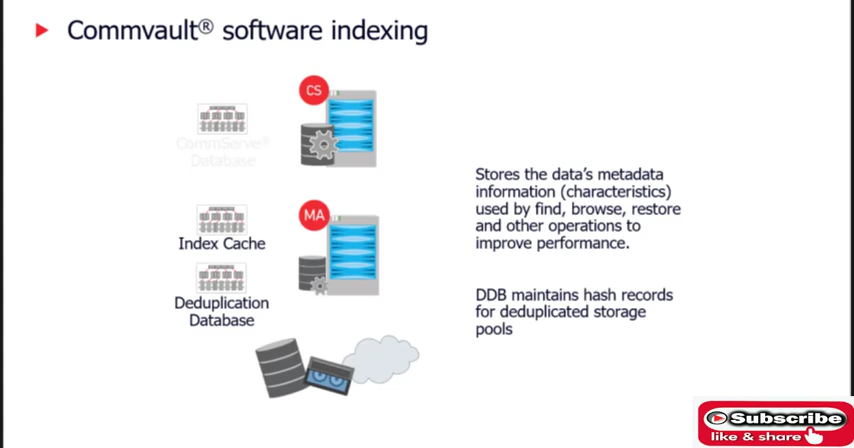 Commvault® software indexing
CS
CommServe®
Database
MA
Index Cache
Deduplication
Database
Stores the data's metadata
information (characteristics)
used by find, browse, restore
and other operations to
improve performance.
DDB maintains hash records
for deduplicated storage
pools
Subscribe
like & share